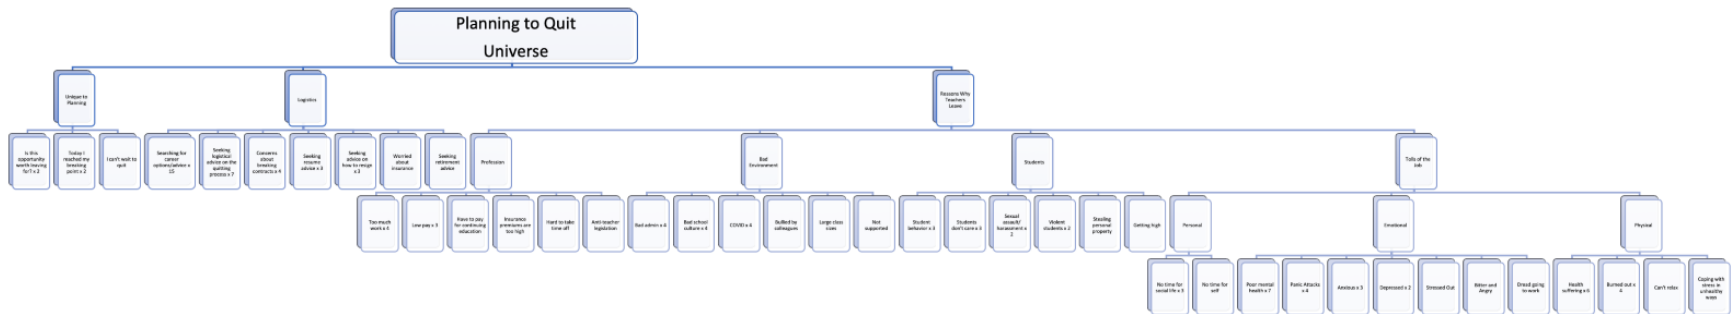 Planning to Quit
Universe
Unique to
Planning
Logistics
Reasons Why
Teachers
Leave
Is this
opportunity
worth leaving
for? x 2
Today I
reached my
breaking
point x 2
I can't wait to
quit
Searching for
career
options/advice x
15
Seeking
logistical
advice on the
quitting
process x 7
Concerns
about
breaking
contracts x 4
Seeking
resume
advice x 3
Seeking
advice on
how to resign
x 3
Worried
about
insurance
Seeking
retirement
advice
Profession
Bad
Environment
Students
Tolls of the
Job
Too much
work x 4
Low pay x 3
Have to pay
for continuing
education
Insurance
premiums are
too high
Hard to take
time off
Anti-teacher
legislation
Bad admin x 8
Bad school
culture x 4
COVID x 4
Bullied by
colleagues
Large class
sizes
Not
supported
Student
behavior x 3
Students
don't care x 3
Sexual
assault/
harassment x
2
Violent
students x 2
Stealing
personal
property
Getting high
Personal
Emotional
Physical
No time for
social life x 3
No time for
self
Poor mental
health x 7
Panic Attacks
x 4
Anxious x 3
Depressed x 2
Stressed Out
Bitter and
Angry
Dread going
to work
Health
suffering x 6
Burned out x
4
Can't relax
Coping with
stress in
unhealthy
ways